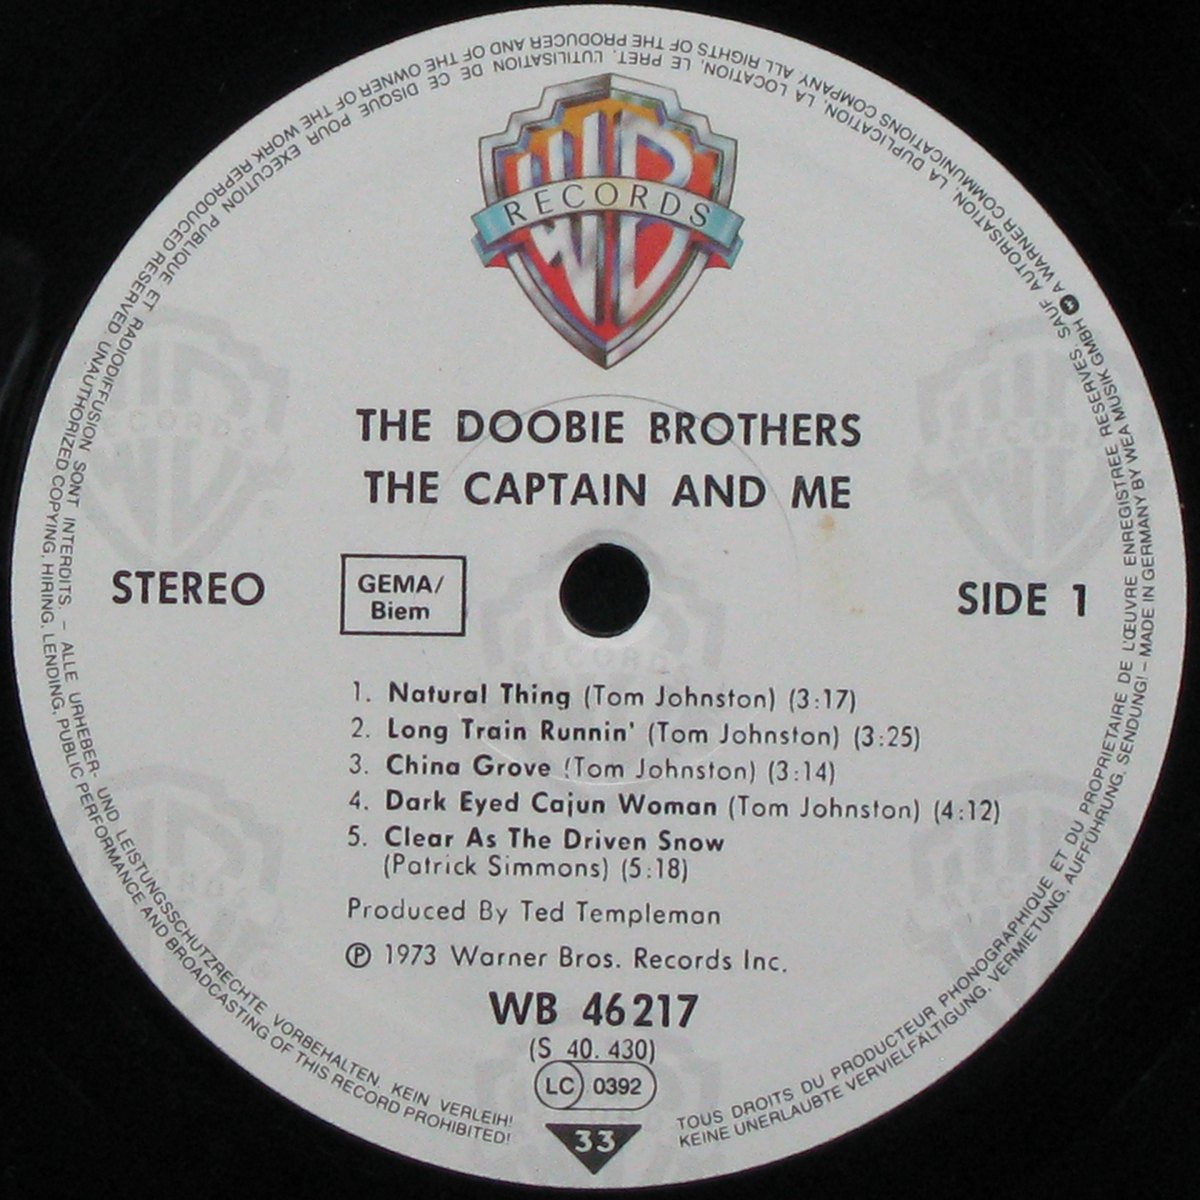 WB
RECORDS
THE DOOBIE BROTHERS
THE CAPTAIN AND ME
STEREO
GEMA/
Biem
SIDE 1
1. Natural Thing (Tom Johnston) (3:17)
2. Long Train Runnin' (Tom Johnston) (3:25)
3. China Grove (Tom Johnston) (3:14)
4. Dark Eyed Cajun Woman (Tom Johnston) (4:12)
5. Clear As The Driven Snow
(Patrick Simmons) (5:18)
Produced By Ted Templeman
Ⓟ 1973 Warner Bros. Records Inc.
WB 46 217
(S 40. 430)
LC 0392
33
TOUS DROITS DU PRODUCTEUR PHONOGRAPHIQUE ET DU PROPRIETAIRE DE L'ŒUVRE ENREGISTREE RESERVES. SAUF AUTORISATION, LA DUPLICATION, LA LOCATION, LE PRET, L'UTILISATION DE CE DISQUE POUR EXECUTION PUBLIQUE ET RADIODIFFUSION SONT INTERDITS. – ALLE URHEBER- UND LEISTUNGSSCHUTZRECHTE VORBEHALTEN. KEIN VERLEIH!
KEINE UNERLAUBTE VERVIELFÄLTIGUNG, VERMIETUNG, AUFFÜHRUNG, SENDUNG! – MADE IN GERMANY BY WEA MUSIK GMBH A WARNER COMMUNICATIONS COMPANY ALL RIGHTS OF THE PRODUCER AND OF THE OWNER OF THE WORK REPRODUCED RESERVED UNAUTHORIZED COPYING, HIRING, LENDING, PUBLIC PERFORMANCE AND BROADCASTING OF THIS RECORD PROHIBITED!